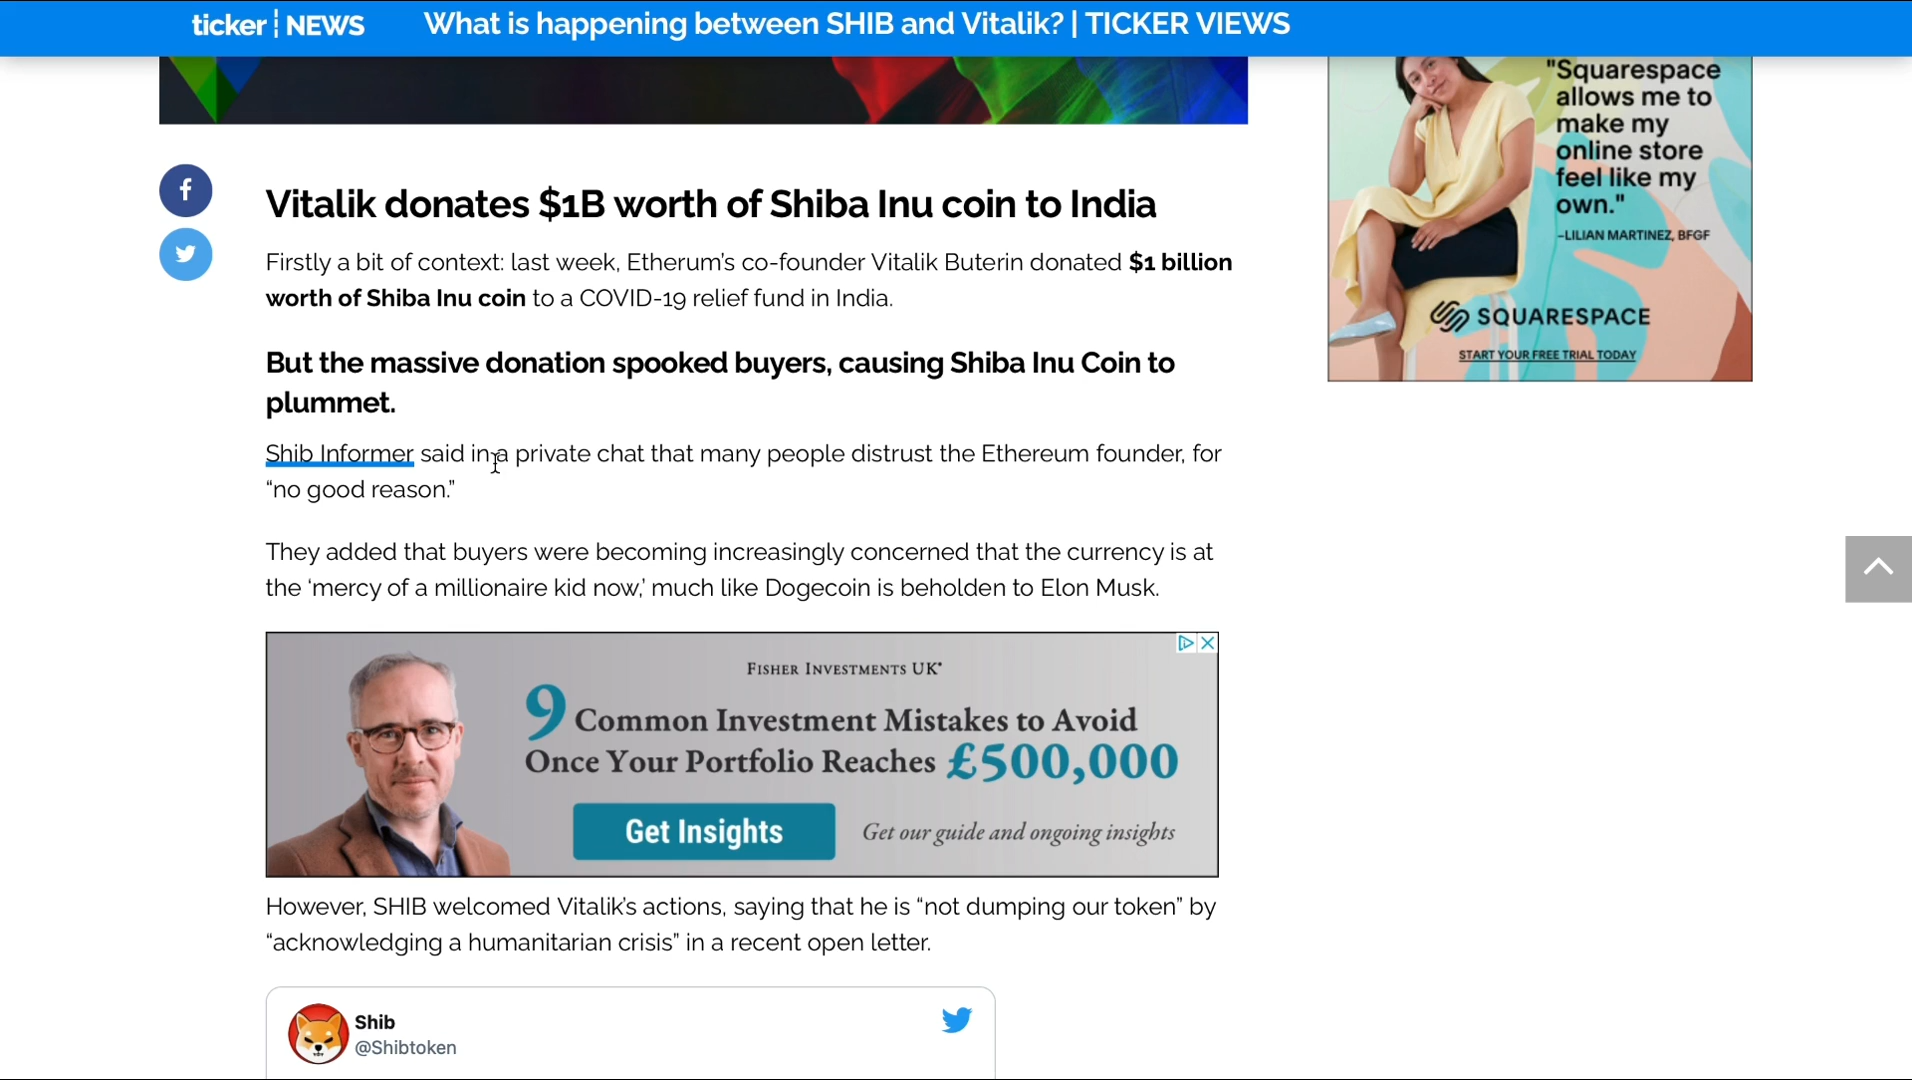 ticker NEWS What is happening between SHIB and Vitalik? | TICKER VIEWS
Vitalik donates $1B worth of Shiba Inu coin to India
Firstly a bit of context: last week, Etherum's co-founder Vitalik Buterin donated $1 billion
worth of Shiba Inu coin to a COVID-19 relief fund in India.
But the massive donation spooked buyers, causing Shiba Inu Coin to
plummet.
Shib Informer said in a private chat that many people distrust the Ethereum founder, for
“no good reason.”
They added that buyers were becoming increasingly concerned that the currency is at
the ‘mercy of a millionaire kid now,’ much like Dogecoin is beholden to Elon Musk.
FISHER INVESTMENTS UK®
9 Common Investment Mistakes to Avoid
Once Your Portfolio Reaches £500,000
Get Insights Get our guide and ongoing insights
However, SHIB welcomed Vitalik's actions, saying that he is “not dumping our token” by
“acknowledging a humanitarian crisis” in a recent open letter.
Shib
@Shibtoken
"Squarespace
allows me to
make my
online store
feel like my
own."
–LILIAN MARTINEZ, BFGF
SQUARESPACE
START YOUR FREE TRIAL TODAY